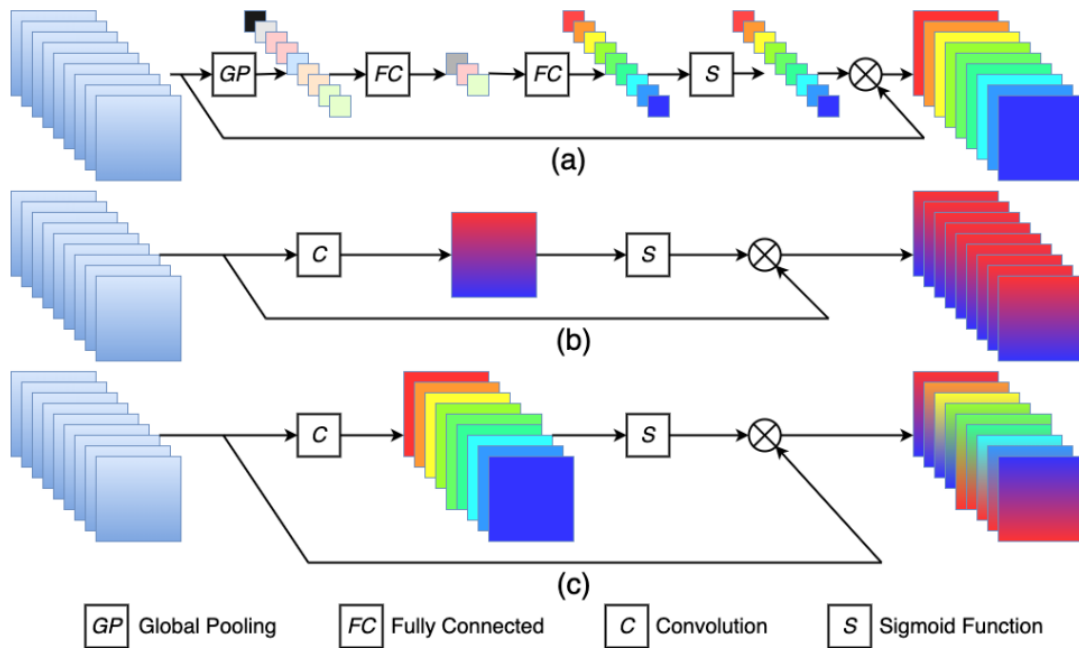 GP FC FC S
(a)
C S
(b)
C S
(c)
GP Global Pooling FC Fully Connected C Convolution S Sigmoid Function